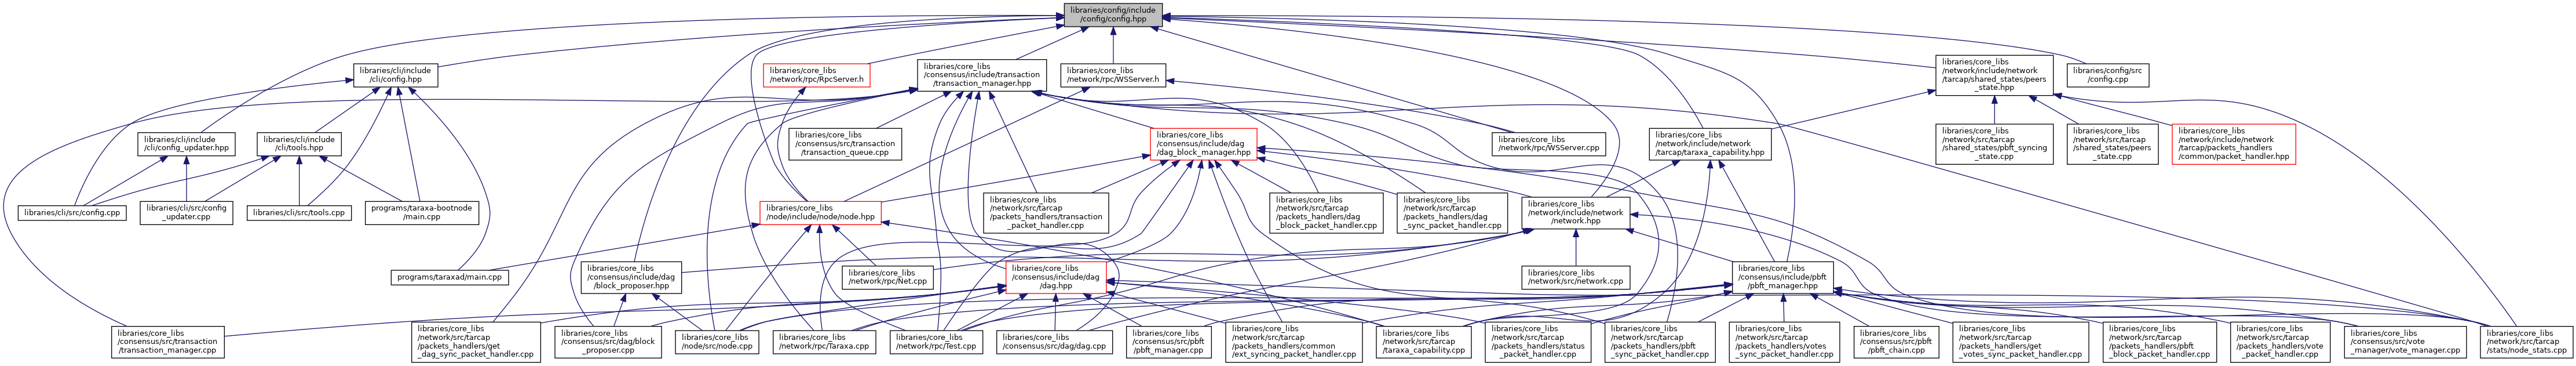 libraries/config/include
/config/config.hpp
libraries/cli/include
/cli/config.hpp
libraries/core_libs
/network/rpc/RpcServer.h
libraries/core_libs
/consensus/include/transaction
/transaction_manager.hpp
libraries/core_libs
/network/rpc/WSServer.h
libraries/core_libs
/network/include/network
/tarcap/shared_states/peers
_state.hpp
libraries/config/src
/config.cpp
libraries/cli/include
/cli/config_updater.hpp
libraries/cli/include
/cli/tools.hpp
libraries/core_libs
/consensus/src/transaction
/transaction_queue.cpp
libraries/core_libs
/consensus/include/dag
/dag_block_manager.hpp
libraries/core_libs
/network/rpc/WSServer.cpp
libraries/core_libs
/network/include/network
/tarcap/taraxa_capability.hpp
libraries/core_libs
/network/src/tarcap
/shared_states/pbft_syncing
_state.cpp
libraries/core_libs
/network/src/tarcap
/shared_states/peers
_state.cpp
libraries/core_libs
/network/include/network
/tarcap/packets_handlers
/common/packet_handler.hpp
libraries/cli/src/config.cpp
libraries/cli/src/config
_updater.cpp
libraries/cli/src/tools.cpp
programs/taraxa-bootnode
/main.cpp
libraries/core_libs
/node/include/node/node.hpp
libraries/core_libs
/network/src/tarcap
/packets_handlers/transaction
_packet_handler.cpp
libraries/core_libs
/network/src/tarcap
/packets_handlers/dag
_block_packet_handler.cpp
libraries/core_libs
/network/src/tarcap
/packets_handlers/dag
_sync_packet_handler.cpp
libraries/core_libs
/network/include/network
/network.hpp
programs/taraxad/main.cpp
libraries/core_libs
/consensus/include/dag
/block_proposer.hpp
libraries/core_libs
/network/rpc/Net.cpp
libraries/core_libs
/consensus/include/dag
/dag.hpp
libraries/core_libs
/network/src/network.cpp
libraries/core_libs
/consensus/include/pbft
/pbft_manager.hpp
libraries/core_libs
/consensus/src/transaction
/transaction_manager.cpp
libraries/core_libs
/network/src/tarcap
/packets_handlers/get
_dag_sync_packet_handler.cpp
libraries/core_libs
/consensus/src/dag/block
_proposer.cpp
libraries/core_libs
/node/src/node.cpp
libraries/core_libs
/network/rpc/Taraxa.cpp
libraries/core_libs
/network/rpc/Test.cpp
libraries/core_libs
/consensus/src/dag/dag.cpp
libraries/core_libs
/consensus/src/pbft
/pbft_manager.cpp
libraries/core_libs
/network/src/tarcap
/packets_handlers/common
/ext_syncing_packet_handler.cpp
libraries/core_libs
/network/src/tarcap
/taraxa_capability.cpp
libraries/core_libs
/network/src/tarcap
/packets_handlers/status
_packet_handler.cpp
libraries/core_libs
/network/src/tarcap
/packets_handlers/pbft
_sync_packet_handler.cpp
libraries/core_libs
/network/src/tarcap
/packets_handlers/votes
_sync_packet_handler.cpp
libraries/core_libs
/consensus/src/pbft
/pbft_chain.cpp
libraries/core_libs
/network/src/tarcap
/packets_handlers/get
_votes_sync_packet_handler.cpp
libraries/core_libs
/network/src/tarcap
/packets_handlers/pbft
_block_packet_handler.cpp
libraries/core_libs
/network/src/tarcap
/packets_handlers/vote
_packet_handler.cpp
libraries/core_libs
/consensus/src/vote
_manager/vote_manager.cpp
libraries/core_libs
/network/src/tarcap
/stats/node_stats.cpp